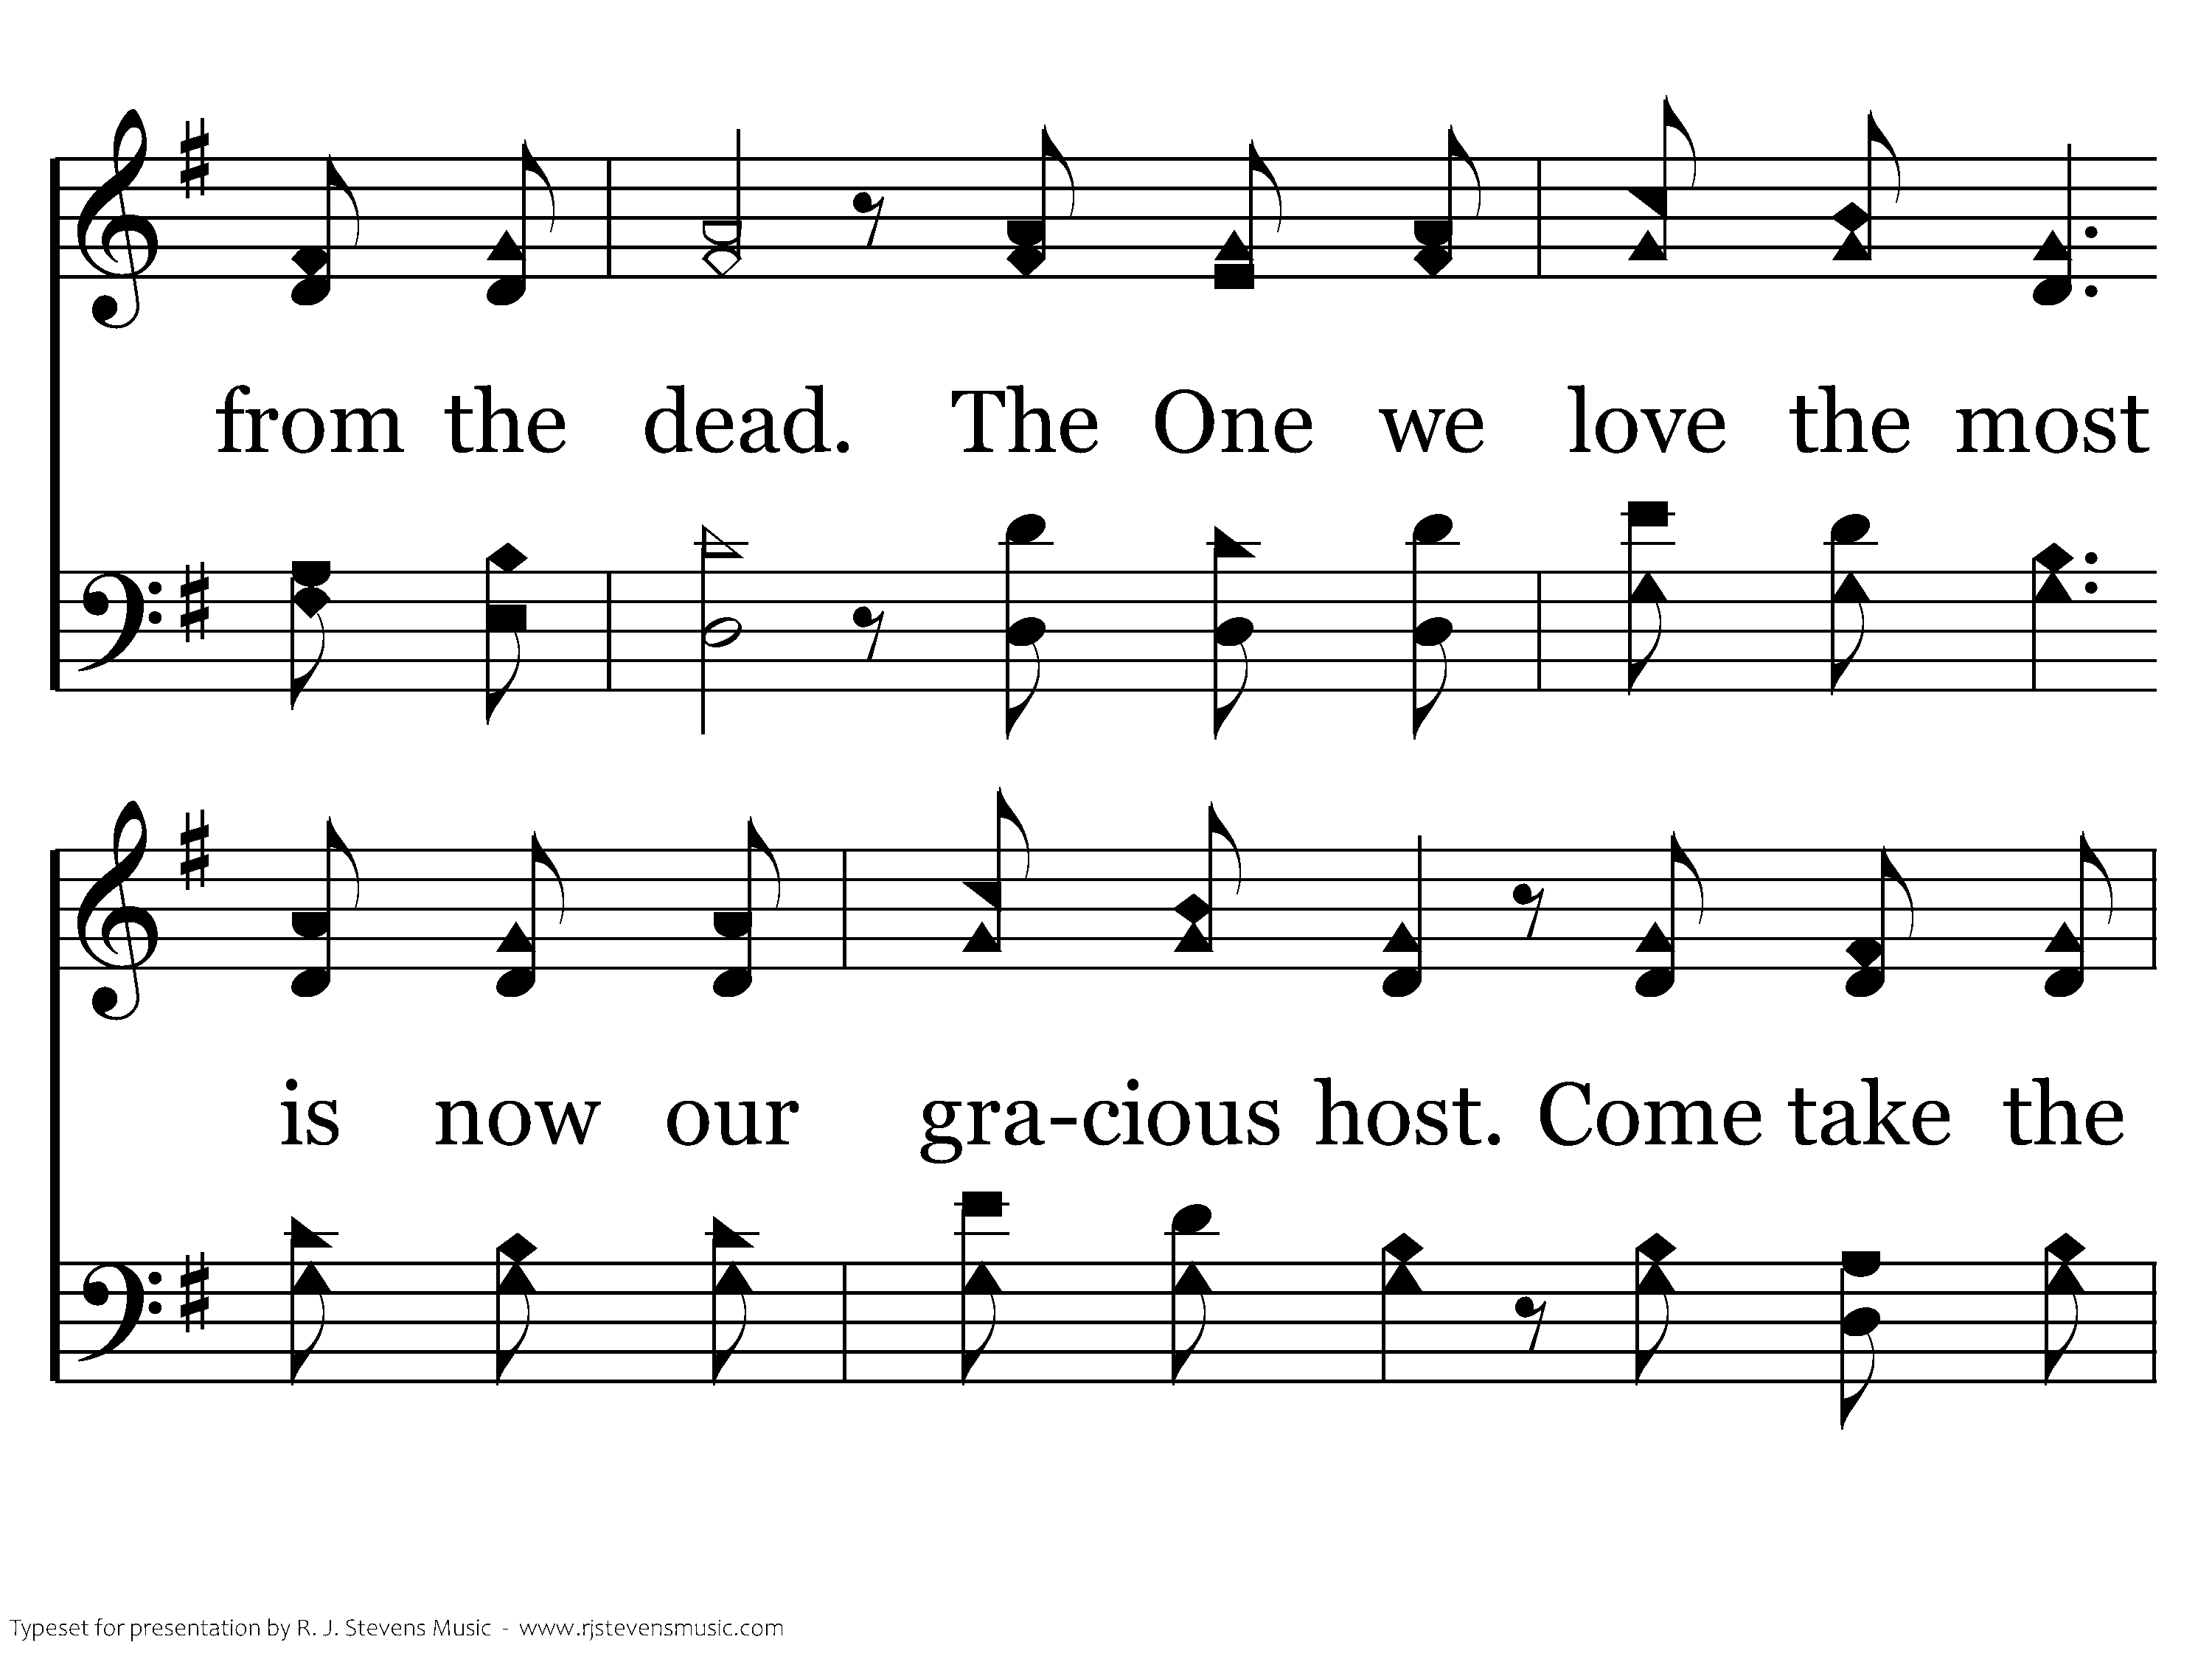 from the dead. The One we love the most
is now our gra-cious host. Come take the
Typeset for presentation by R. J. Stevens Music - www.rjstevensmusic.com